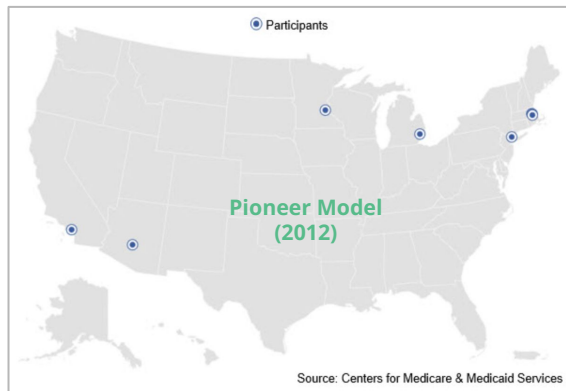 Participants
Pioneer Model
(2012)
Source: Centers for Medicare & Medicaid Services